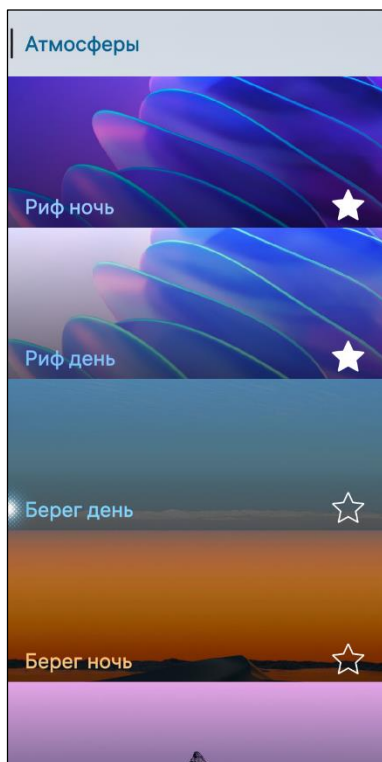 Атмосферы
Риф ночь
Риф день
Берег день
Берег ночь